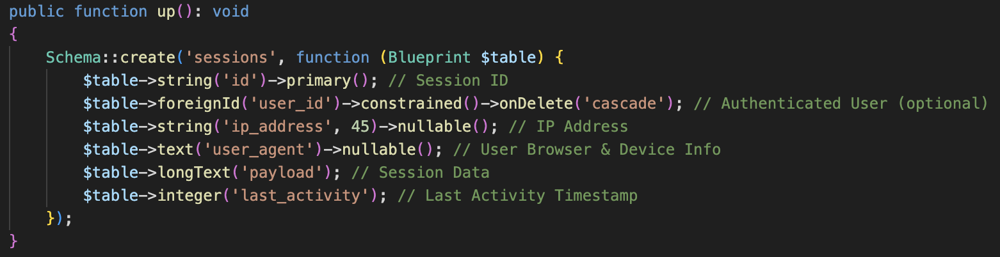 public function up(): void
{
    Schema::create('sessions', function (Blueprint $table) {
        $table->string('id')->primary(); // Session ID
        $table->foreignId('user_id')->constrained()->onDelete('cascade'); // Authenticated User (optional)
        $table->string('ip_address', 45)->nullable(); // IP Address
        $table->text('user_agent')->nullable(); // User Browser & Device Info
        $table->longText('payload'); // Session Data
        $table->integer('last_activity'); // Last Activity Timestamp
    });
}